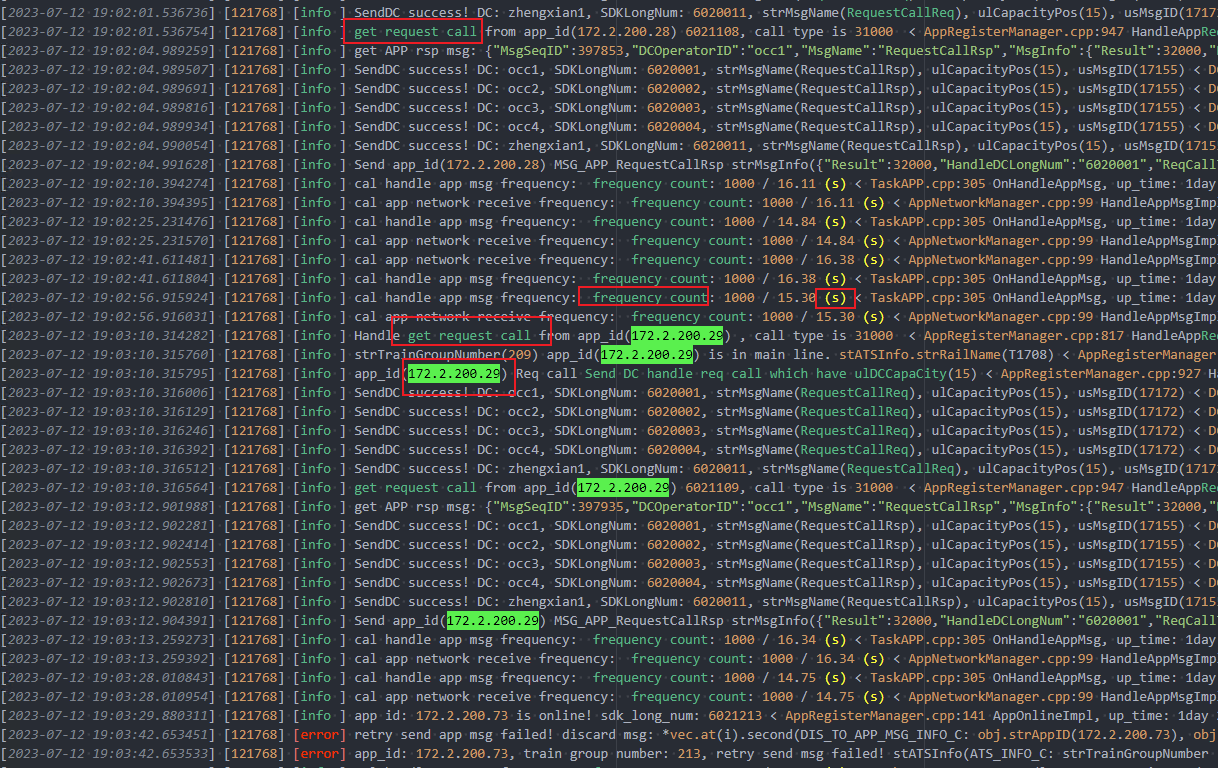 [2023-07-12 19:02:01.536736] [121768] [info ] SendDC success! DC: zhengxian1, SDKLongNum: 6020011, strMsgName(RequestCallReq), ulCapacityPos(15), usMsgID(1717
[2023-07-12 19:02:01.536754] [121768] [info ] get request call from app_id(172.2.200.28) 6021108, call type is 31000 < AppRegisterManager.cpp:947 HandleAppReq
[2023-07-12 19:02:04.989259] [121768] [info ] get APP rsp msg: {"MsgSeqID":397853,"DCOperatorID":"occ1","MsgName":"RequestCallRsp","MsgInfo":{"Result":32000,"
[2023-07-12 19:02:04.989507] [121768] [info ] SendDC success! DC: occ1, SDKLongNum: 6020001, strMsgName(RequestCallRsp), ulCapacityPos(15), usMsgID(17155) < D
[2023-07-12 19:02:04.989691] [121768] [info ] SendDC success! DC: occ2, SDKLongNum: 6020002, strMsgName(RequestCallRsp), ulCapacityPos(15), usMsgID(17155) < D
[2023-07-12 19:02:04.989816] [121768] [info ] SendDC success! DC: occ3, SDKLongNum: 6020003, strMsgName(RequestCallRsp), ulCapacityPos(15), usMsgID(17155) < D
[2023-07-12 19:02:04.989934] [121768] [info ] SendDC success! DC: occ4, SDKLongNum: 6020004, strMsgName(RequestCallRsp), ulCapacityPos(15), usMsgID(17155) < D
[2023-07-12 19:02:04.990054] [121768] [info ] SendDC success! DC: zhengxian1, SDKLongNum: 6020011, strMsgName(RequestCallRsp), ulCapacityPos(15), usMsgID(1715
[2023-07-12 19:02:04.991628] [121768] [info ] Send app_id(172.2.200.28) MSG_APP_RequestCallRsp strMsgInfo({"Result":32000,"HandleDCLongNum":"6020001","ReqCall
[2023-07-12 19:02:10.394274] [121768] [info ] cal handle app msg frequency: frequency count: 1000 / 16.11 (s) < TaskAPP.cpp:305 OnHandleAppMsg, up_time: 1day
[2023-07-12 19:02:10.394395] [121768] [info ] cal app network receive frequency: frequency count: 1000 / 16.11 (s) < AppNetworkManager.cpp:99 HandleAppMsgImp
[2023-07-12 19:02:25.231476] [121768] [info ] cal handle app msg frequency: frequency count: 1000 / 14.84 (s) < TaskAPP.cpp:305 OnHandleAppMsg, up_time: 1day
[2023-07-12 19:02:25.231570] [121768] [info ] cal app network receive frequency: frequency count: 1000 / 14.84 (s) < AppNetworkManager.cpp:99 HandleAppMsgImp
[2023-07-12 19:02:41.611481] [121768] [info ] cal app network receive frequency: frequency count: 1000 / 16.38 (s) < AppNetworkManager.cpp:99 HandleAppMsgImp
[2023-07-12 19:02:41.611804] [121768] [info ] cal handle app msg frequency: frequency count: 1000 / 16.38 (s) < TaskAPP.cpp:305 OnHandleAppMsg, up_time: 1day
[2023-07-12 19:02:56.915924] [121768] [info ] cal handle app msg frequency: frequency count: 1000 / 15.30 (s) < TaskAPP.cpp:305 OnHandleAppMsg, up_time: 1day
[2023-07-12 19:02:56.916031] [121768] [info ] cal app network receive frequency: frequency count: 1000 / 15.30 (s) < AppNetworkManager.cpp:99 HandleAppMsgImp
[2023-07-12 19:03:10.314282] [121768] [info ] Handle get request call from app_id(172.2.200.29) , call type is 31000 < AppRegisterManager.cpp:817 HandleAppReq
[2023-07-12 19:03:10.315760] [121768] [info ] strTrainGroupNumber(209) app_id(172.2.200.29) is in main line. stATSInfo.strRailName(T1708) < AppRegisterManager
[2023-07-12 19:03:10.315795] [121768] [info ] app_id(172.2.200.29) Req call Send DC handle req call which have ulDCCapaCity(15) < AppRegisterManager.cpp:927 H
[2023-07-12 19:03:10.316006] [121768] [info ] SendDC success! DC: occ1, SDKLongNum: 6020001, strMsgName(RequestCallReq), ulCapacityPos(15), usMsgID(17172) < D
[2023-07-12 19:03:10.316129] [121768] [info ] SendDC success! DC: occ2, SDKLongNum: 6020002, strMsgName(RequestCallReq), ulCapacityPos(15), usMsgID(17172) < D
[2023-07-12 19:03:10.316246] [121768] [info ] SendDC success! DC: occ3, SDKLongNum: 6020003, strMsgName(RequestCallReq), ulCapacityPos(15), usMsgID(17172) < D
[2023-07-12 19:03:10.316392] [121768] [info ] SendDC success! DC: occ4, SDKLongNum: 6020004, strMsgName(RequestCallReq), ulCapacityPos(15), usMsgID(17172) < D
[2023-07-12 19:03:10.316512] [121768] [info ] SendDC success! DC: zhengxian1, SDKLongNum: 6020011, strMsgName(RequestCallReq), ulCapacityPos(15), usMsgID(1717
[2023-07-12 19:03:10.316564] [121768] [info ] get request call from app_id(172.2.200.29) 6021109, call type is 31000 < AppRegisterManager.cpp:947 HandleAppReq
[2023-07-12 19:03:12.901988] [121768] [info ] get APP rsp msg: {"MsgSeqID":397935,"DCOperatorID":"occ1","MsgName":"RequestCallRsp","MsgInfo":{"Result":32000,"
[2023-07-12 19:03:12.902281] [121768] [info ] SendDC success! DC: occ1, SDKLongNum: 6020001, strMsgName(RequestCallRsp), ulCapacityPos(15), usMsgID(17155) < D
[2023-07-12 19:03:12.902414] [121768] [info ] SendDC success! DC: occ2, SDKLongNum: 6020002, strMsgName(RequestCallRsp), ulCapacityPos(15), usMsgID(17155) < D
[2023-07-12 19:03:12.902553] [121768] [info ] SendDC success! DC: occ3, SDKLongNum: 6020003, strMsgName(RequestCallRsp), ulCapacityPos(15), usMsgID(17155) < D
[2023-07-12 19:03:12.902673] [121768] [info ] SendDC success! DC: occ4, SDKLongNum: 6020004, strMsgName(RequestCallRsp), ulCapacityPos(15), usMsgID(17155) < D
[2023-07-12 19:03:12.902810] [121768] [info ] SendDC success! DC: zhengxian1, SDKLongNum: 6020011, strMsgName(RequestCallRsp), ulCapacityPos(15), usMsgID(1715
[2023-07-12 19:03:12.904391] [121768] [info ] Send app_id(172.2.200.29) MSG_APP_RequestCallRsp strMsgInfo({"Result":32000,"HandleDCLongNum":"6020001","ReqCall
[2023-07-12 19:03:13.259273] [121768] [info ] cal handle app msg frequency: frequency count: 1000 / 16.34 (s) < TaskAPP.cpp:305 OnHandleAppMsg, up_time: 1day
[2023-07-12 19:03:13.259392] [121768] [info ] cal app network receive frequency: frequency count: 1000 / 16.34 (s) < AppNetworkManager.cpp:99 HandleAppMsgImp
[2023-07-12 19:03:28.010843] [121768] [info ] cal handle app msg frequency: frequency count: 1000 / 14.75 (s) < TaskAPP.cpp:305 OnHandleAppMsg, up_time: 1day
[2023-07-12 19:03:28.010954] [121768] [info ] cal app network receive frequency: frequency count: 1000 / 14.75 (s) < AppNetworkManager.cpp:99 HandleAppMsgImp
[2023-07-12 19:03:29.880311] [121768] [info ] app id: 172.2.200.73 is online! sdk_long_num: 6021213 < AppRegisterManager.cpp:141 AppOnlineImpl, up_time: 1day
[2023-07-12 19:03:42.653451] [121768] [error] retry send app msg failed! discard msg: *vec.at(i).second(DIS_TO_APP_MSG_INFO_C: obj.strAppID(172.2.200.73), obj
[2023-07-12 19:03:42.653533] [121768] [error] app_id: 172.2.200.73, train group number: 213, retry send msg failed! stATSInfo(ATS_INFO_C: strTrainGroupNumber